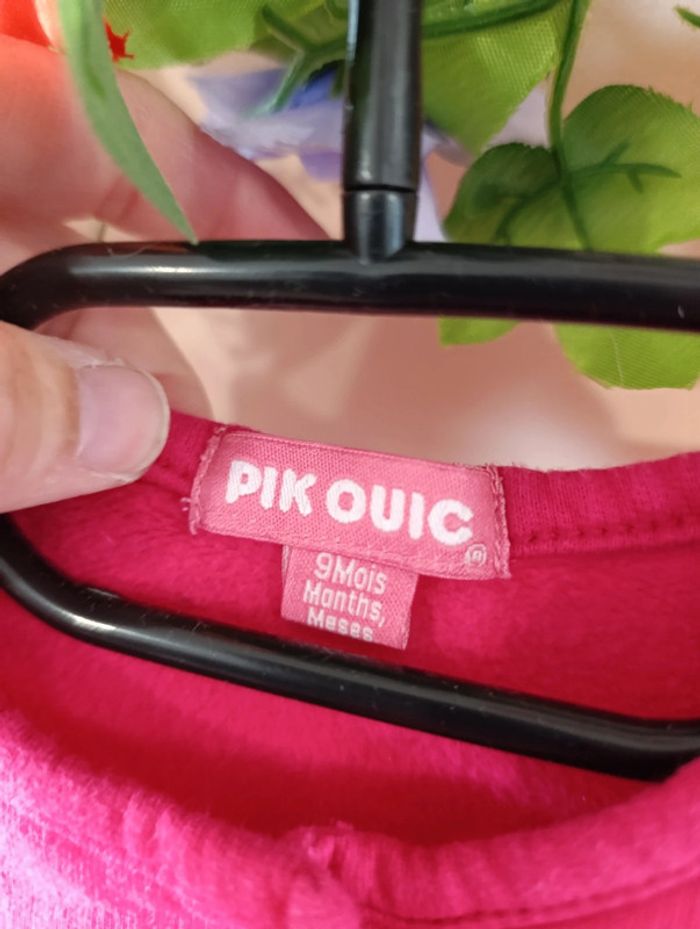 PIK OUIC®
9Mois
Months,
Meses